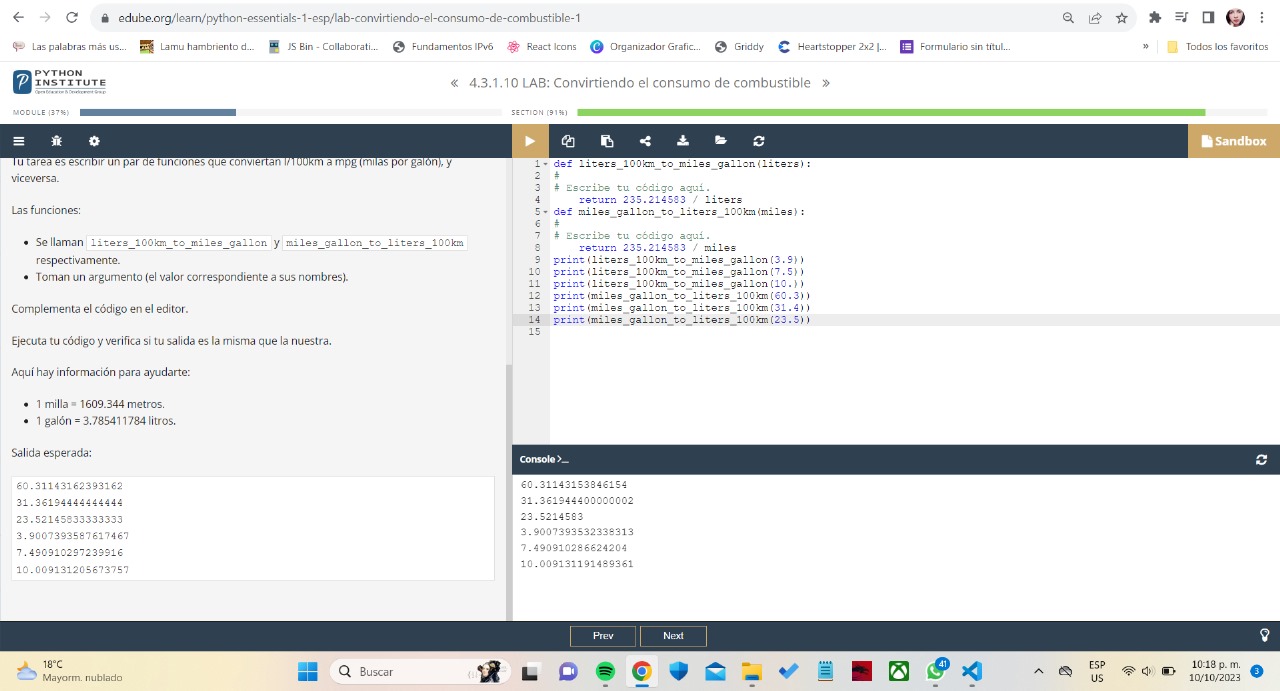 edube.org/learn/python-essentials-1-esp/lab-convirtiendo-el-consumo-de-combustible-1
Las palabras más us...
Lamu hambriento d...
JS Bin - Collaborati...
Fundamentos IPv6
React Icons
Organizador Grafic...
Griddy
Heartstopper 2x2 |...
Formulario sin títul...
»
Todos los favoritos
PYTHON
INSTITUTE
Open Education & Development Group
« 4.3.1.10 LAB: Convirtiendo el consumo de combustible »
MODULE (37%)
SECTION (91%)
Sandbox
Tu tarea es escribir un par de funciones que conviertan l/100km a mpg (milas por galón), y
viceversa.
Las funciones:
• Se llaman liters_100km_to_miles_gallon y miles_gallon_to_liters_100km
respectivamente.
• Toman un argumento (el valor correspondiente a sus nombres).
Complementa el código en el editor.
Ejecuta tu código y verifica si tu salida es la misma que la nuestra.
Aquí hay información para ayudarte:
• 1 milla = 1609.344 metros.
• 1 galón = 3.785411784 litros.
Salida esperada:
60.31143162393162
31.36194444444444
23.52145833333333
3.9007393587617467
7.490910297239916
10.009131205673757
1 def liters_100km_to_miles_gallon(liters):
2 #
3 # Escribe tu código aquí.
4 return 235.214583 / liters
5 def miles_gallon_to_liters_100km(miles):
6 #
7 # Escribe tu código aquí.
8 return 235.214583 / miles
9 print(liters_100km_to_miles_gallon(3.9))
10 print(liters_100km_to_miles_gallon(7.5))
11 print(liters_100km_to_miles_gallon(10.))
12 print(miles_gallon_to_liters_100km(60.3))
13 print(miles_gallon_to_liters_100km(31.4))
14 print(miles_gallon_to_liters_100km(23.5))
15
Console >_
60.31143153846154
31.361944400000002
23.5214583
3.9007393532338313
7.490910286624204
10.009131191489361
Prev
Next
18°C
Mayorm. nublado
Buscar
41
ESP
US
10:18 p. m.
10/10/2023
3